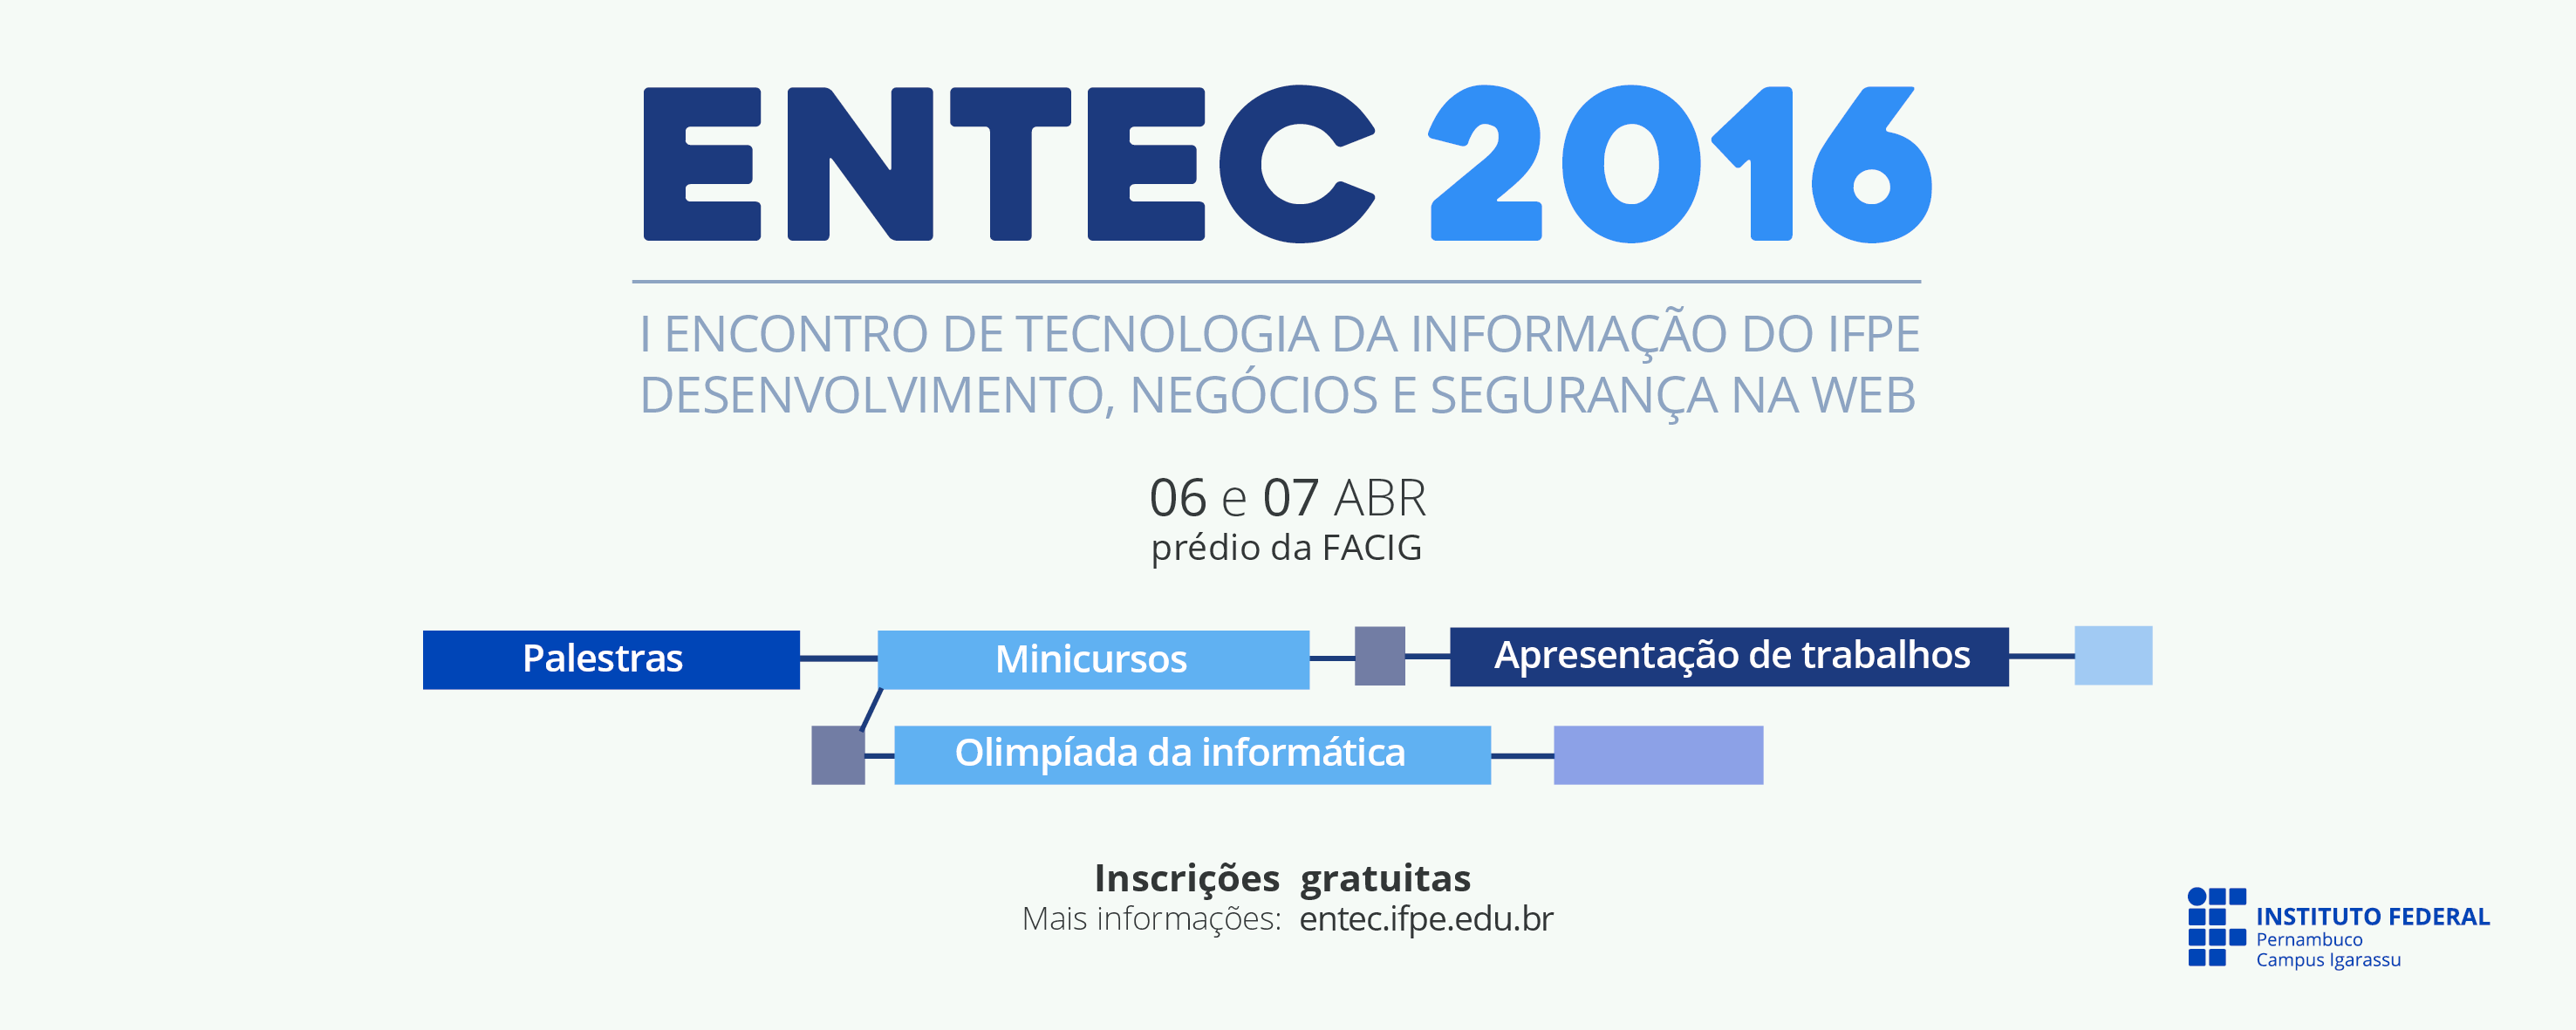 ENTEC 2016
I ENCONTRO DE TECNOLOGIA DA INFORMAÇÃO DO IFPE
DESENVOLVIMENTO, NEGÓCIOS E SEGURANÇA NA WEB
06 e 07 ABR
prédio da FACIG
Palestras
Minicursos
Apresentação de trabalhos
Olimpíada da informática
Inscrições gratuitas
Mais informações: entec.ifpe.edu.br
INSTITUTO FEDERAL
Pernambuco
Campus Igarassu